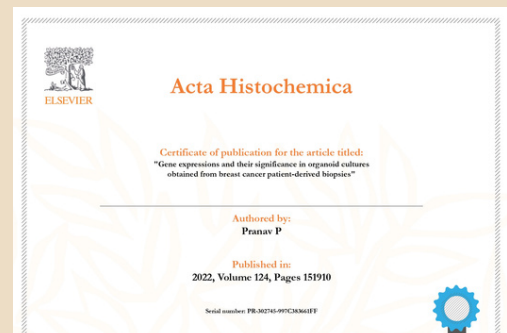 ELSEVIER
Acta Histochemica
Certificate of publication for the article titled:
"Gene expressions and their significance in organoid cultures
obtained from breast cancer patient-derived biopsies"
Authored by:
Pranav P
Published in:
2022, Volume 124, Pages 151910
Serial number: PR-302745-997C383661FF